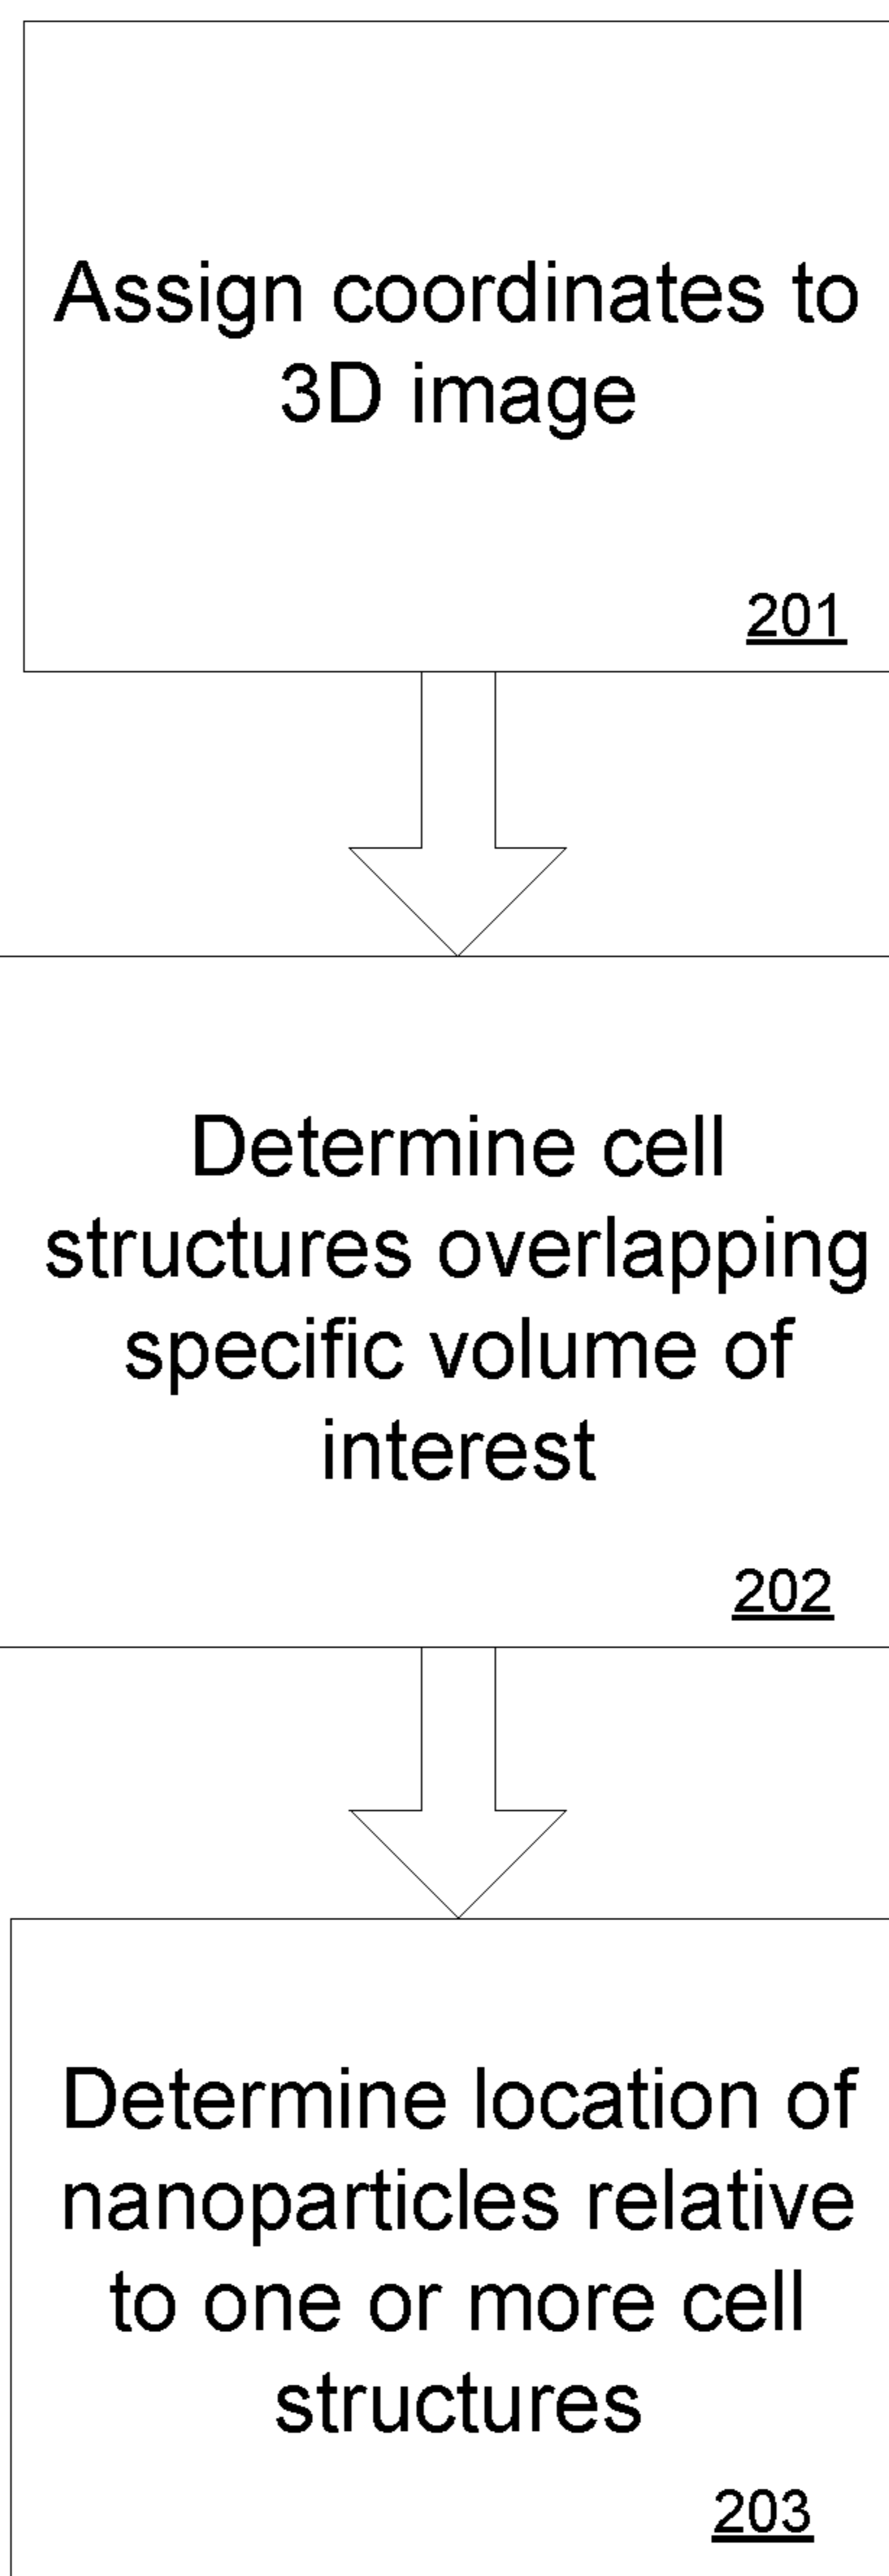 Assign coordinates to
3D image
201
Determine cell
structures overlapping
specific volume of
interest
202
Determine location of
nanoparticles relative
to one or more cell
structures
203